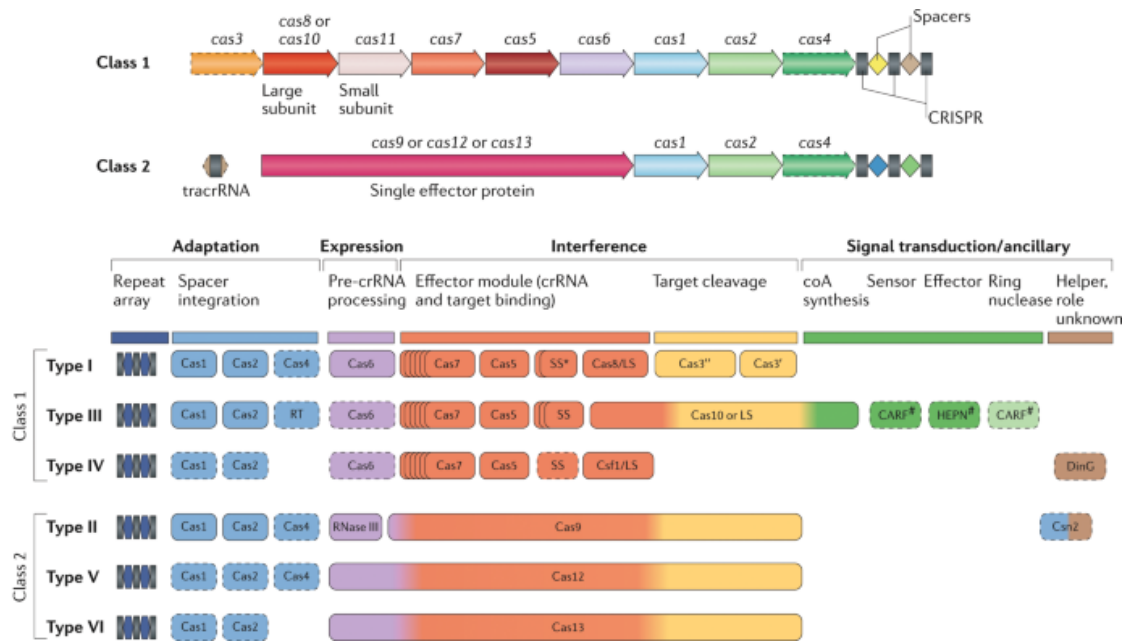 cas8 or
cas3 cas10 cas11 cas7 cas5 cas6 cas1 cas2 cas4
Spacers
Class 1
Large subunit
Small subunit
CRISPR
cas9 or cas12 or cas13 cas1 cas2 cas4
Class 2
tracrRNA
Single effector protein
Adaptation Expression Interference Signal transduction/ancillary
Repeat array
Spacer integration
Pre-crRNA processing
Effector module (crRNA and target binding)
Target cleavage
coA synthesis
Sensor
Effector
Ring nuclease
Helper, role unknown
Class 1
Type I Cas1 Cas2 Cas4 Cas6 Cas7 Cas5 SS* Cas8/LS Cas3'' Cas3'
Type III Cas1 Cas2 RT Cas6 Cas7 Cas5 SS Cas10 or LS CARF# HEPN# CARF#
Type IV Cas1 Cas2 Cas6 Cas7 Cas5 SS Csf1/LS DinG
Class 2
Type II Cas1 Cas2 Cas4 RNase III Cas9 Csn2
Type V Cas1 Cas2 Cas4 Cas12
Type VI Cas1 Cas2 Cas13